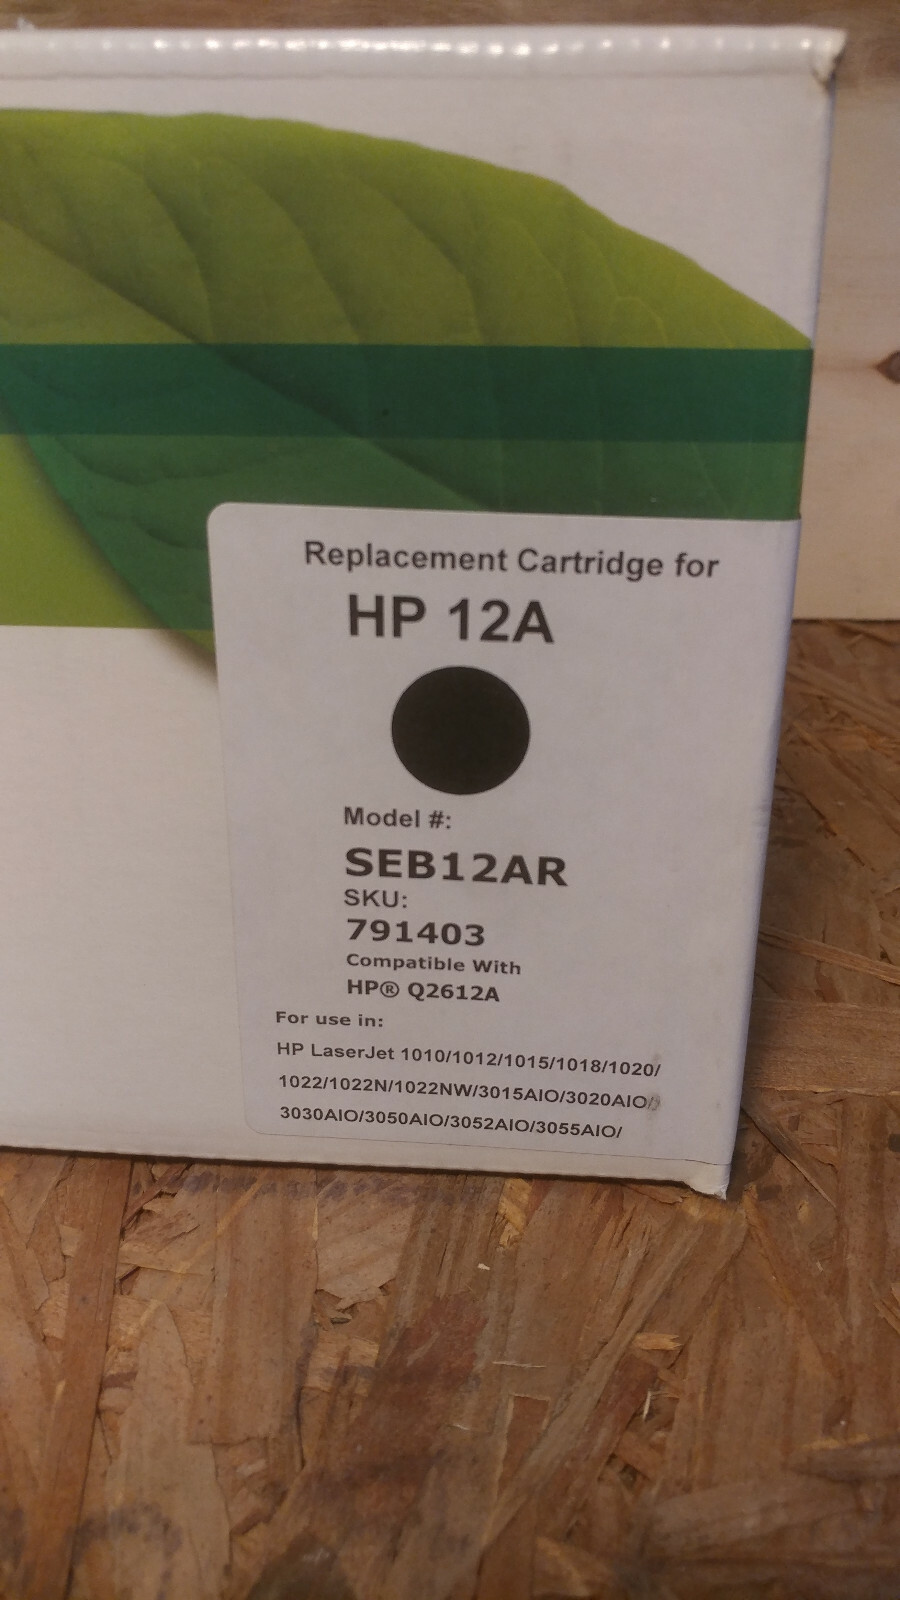 Replacement Cartridge for
HP 12A
Model #:
SEB12AR
SKU:
791403
Compatible With
HP® Q2612A
For use in:
HP LaserJet 1010/1012/1015/1018/1020/
1022/1022N/1022NW/3015AIO/3020AIO/
3030AIO/3050AIO/3052AIO/3055AIO/